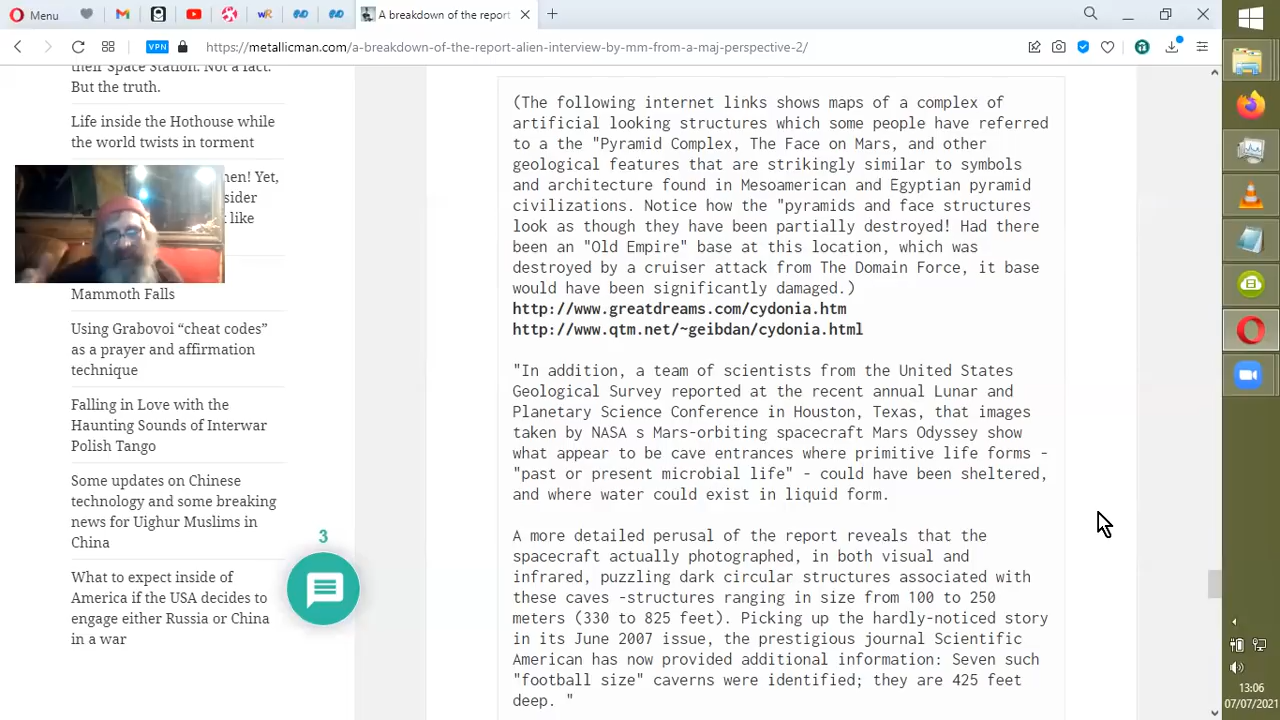 Menu
A breakdown of the report
VPN
https://metallicman.com/a-breakdown-of-the-report-alien-interview-by-mm-from-a-maj-perspective-2/
their Space Station. Not a fact.
But the truth.
Life inside the Hothouse while
the world twists in torment
men! Yet,
sider
like
Mammoth Falls
Using Grabovoi “cheat codes”
as a prayer and affirmation
technique
Falling in Love with the
Haunting Sounds of Interwar
Polish Tango
Some updates on Chinese
technology and some breaking
news for Uighur Muslims in
China
What to expect inside of
America if the USA decides to
engage either Russia or China
in a war
3
(The following internet links shows maps of a complex of
artificial looking structures which some people have referred
to a the "Pyramid Complex, The Face on Mars, and other
geological features that are strikingly similar to symbols
and architecture found in Mesoamerican and Egyptian pyramid
civilizations. Notice how the "pyramids and face structures
look as though they have been partially destroyed! Had there
been an "Old Empire" base at this location, which was
destroyed by a cruiser attack from The Domain Force, it base
would have been significantly damaged.)
http://www.greatdreams.com/cydonia.htm
http://www.qtm.net/~geibdan/cydonia.html
"In addition, a team of scientists from the United States
Geological Survey reported at the recent annual Lunar and
Planetary Science Conference in Houston, Texas, that images
taken by NASA s Mars-orbiting spacecraft Mars Odyssey show
what appear to be cave entrances where primitive life forms -
"past or present microbial life" - could have been sheltered,
and where water could exist in liquid form.
A more detailed perusal of the report reveals that the
spacecraft actually photographed, in both visual and
infrared, puzzling dark circular structures associated with
these caves -structures ranging in size from 100 to 250
meters (330 to 825 feet). Picking up the hardly-noticed story
in its June 2007 issue, the prestigious journal Scientific
American has now provided additional information: Seven such
"football size" caverns were identified; they are 425 feet
deep. "
13:06
07/07/2021